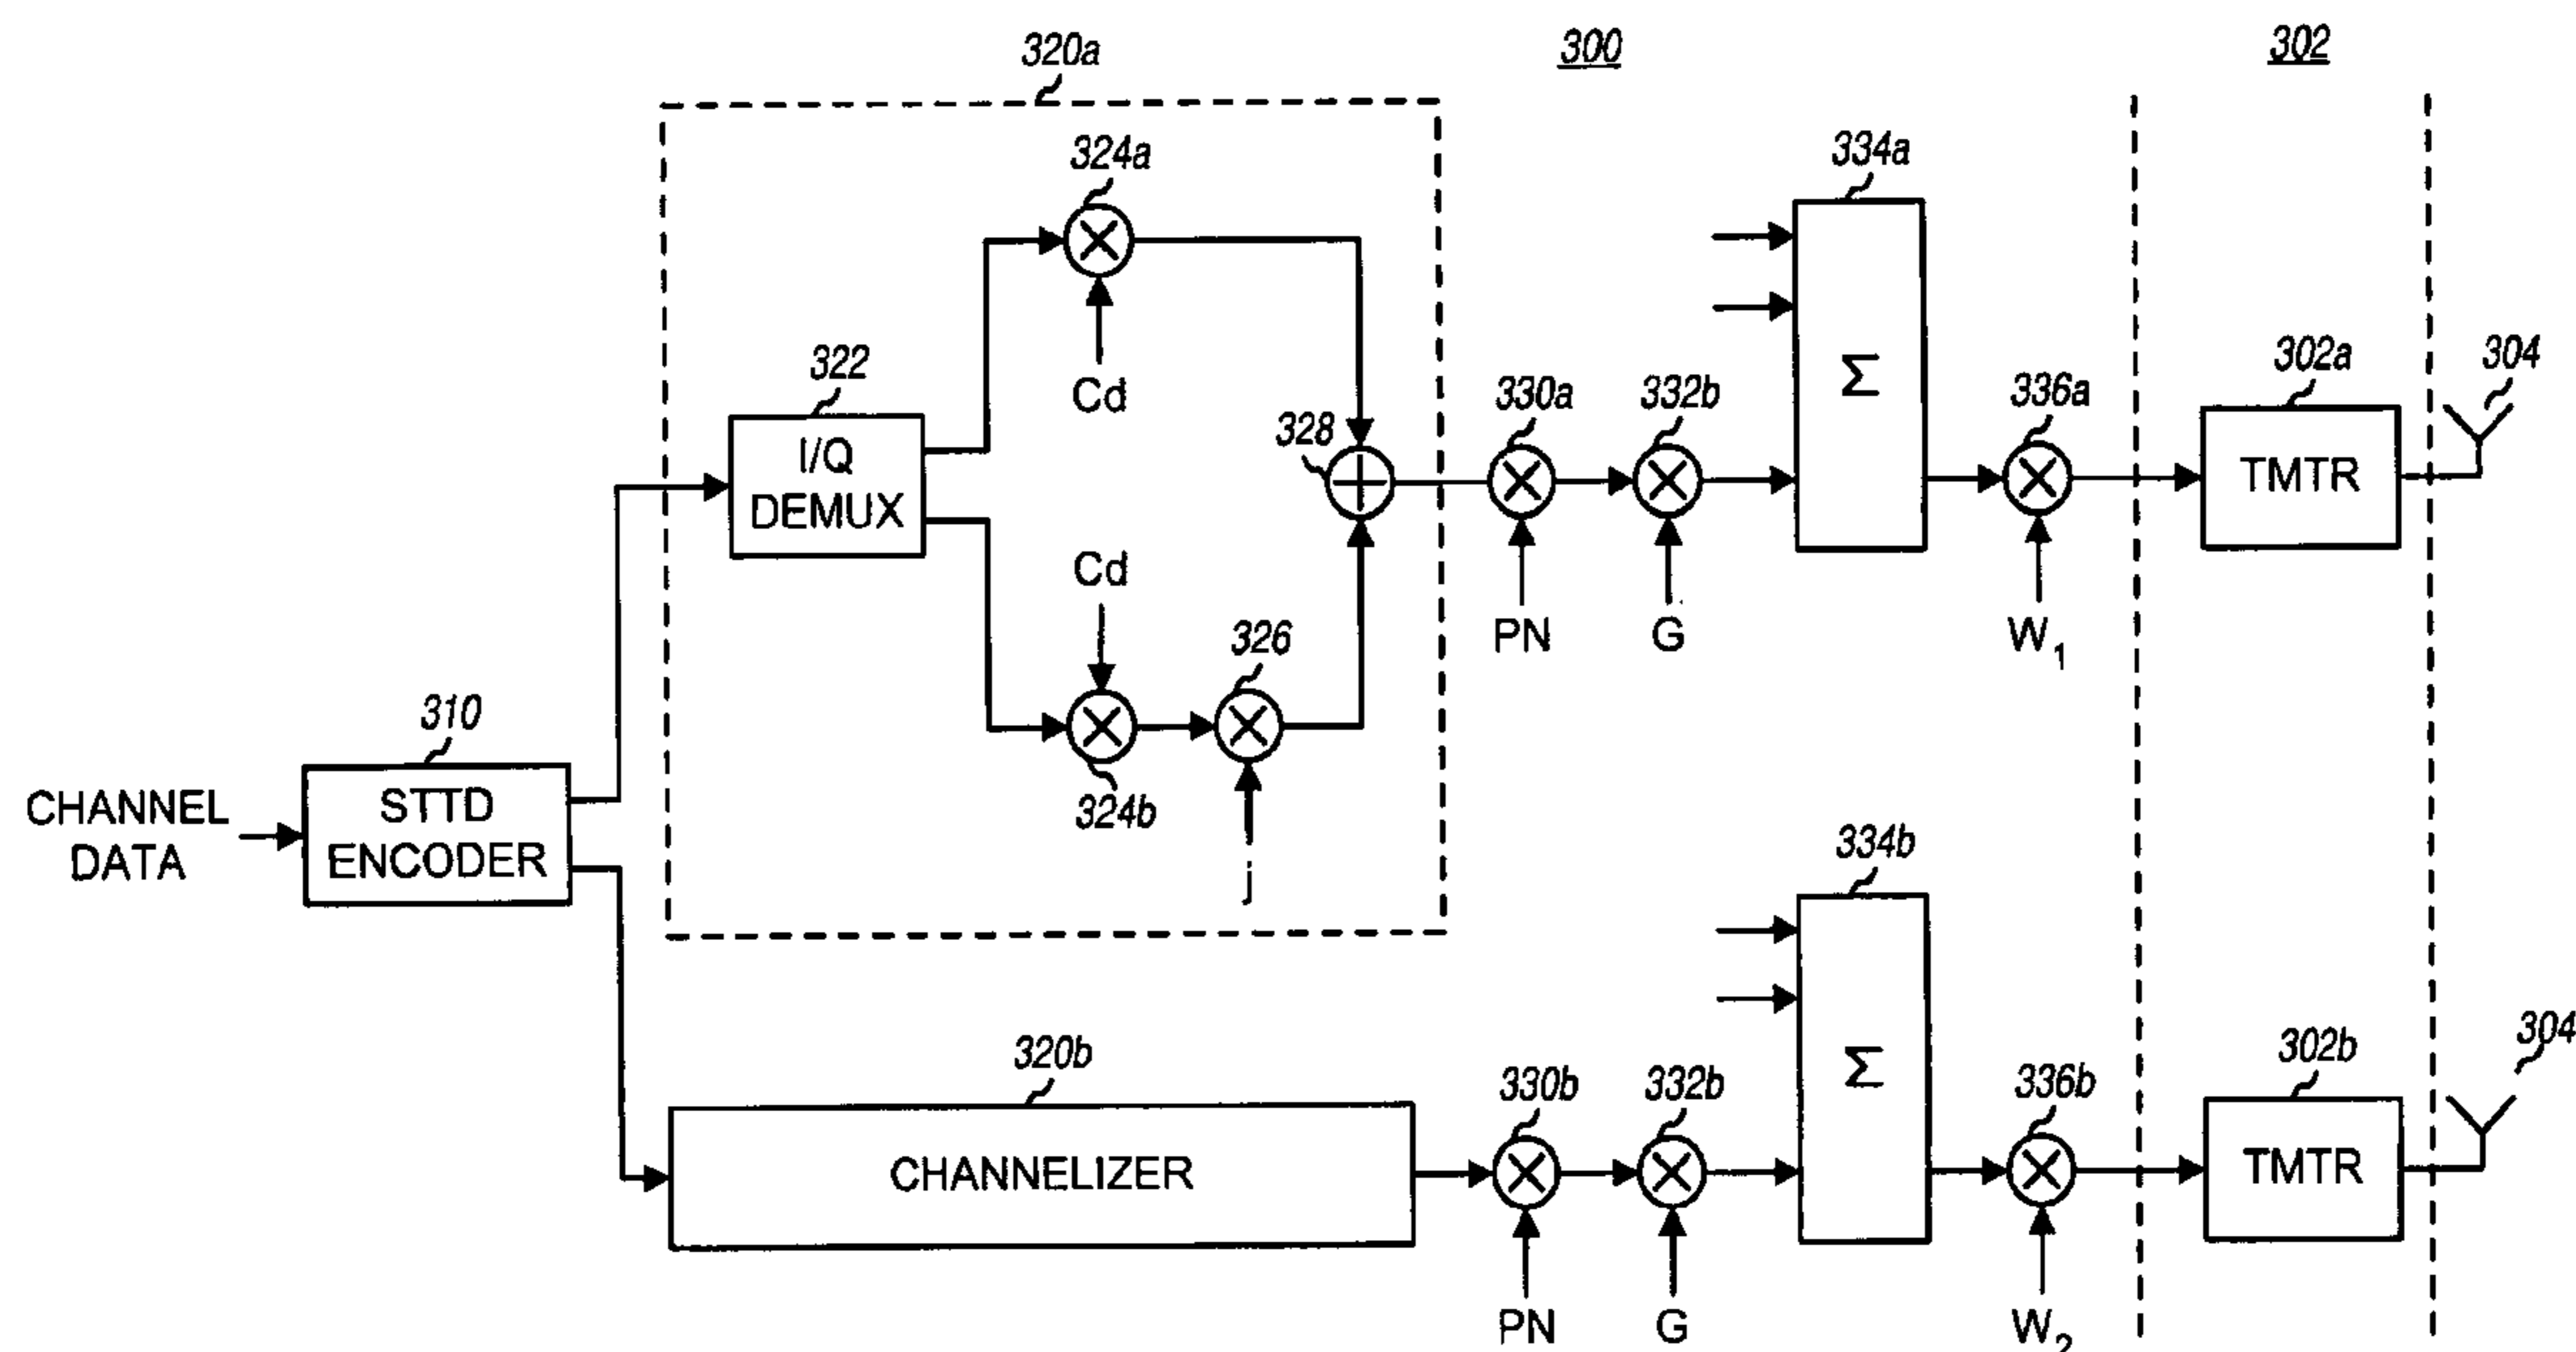 320a
300
302
324a
334a
Cd
322
I/Q
DEMUX
328
330a
332b
Σ
336a
302a
TMTR
304
Cd
PN
G
W1
326
310
CHANNEL
DATA
STTD
ENCODER
324b
j
334b
320b
CHANNELIZER
330b
332b
Σ
336b
302b
TMTR
304
PN
G
W2